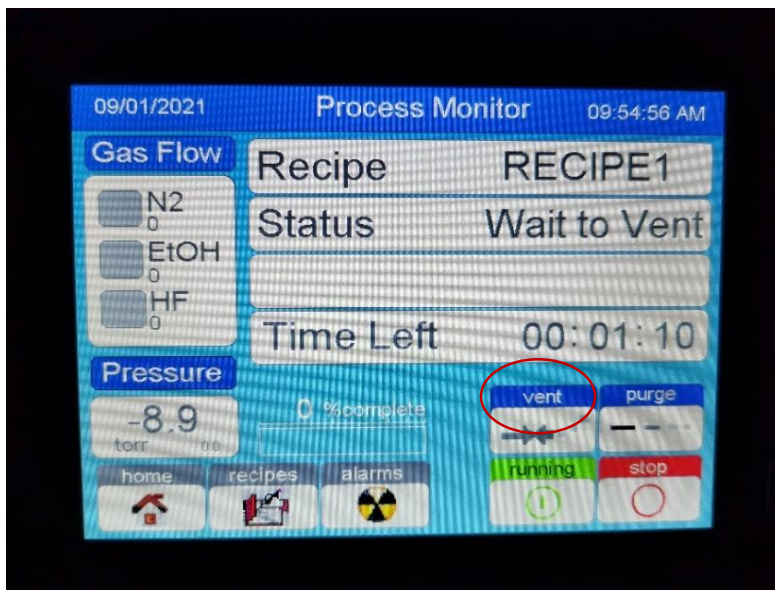 09/01/2021 Process Monitor 09:54:56 AM
Gas Flow
N2
0
EtOH
0
HF
0
Recipe RECIPE1
Status Wait to Vent
Time Left 00:01:10
Pressure
-8.9
torr 0.0
0 %complete
vent
purge
home
recipes
alarms
running
stop